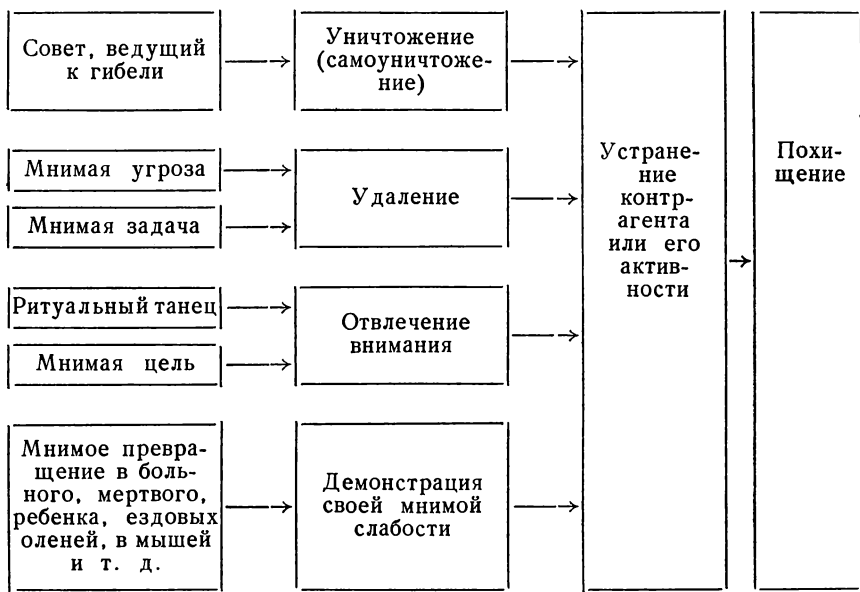 Совет, ведущий
к гибели
Уничтожение
(самоуничтоже-
ние)
Мнимая угроза
Мнимая задача
Удаление
Ритуальный танец
Мнимая цель
Отвлечение
внимания
Мнимое превра-
щение в боль-
ного, мертвого,
ребенка, ездовых
оленей, в мышей
и т. д.
Демонстрация
своей мнимой
слабости
Устране-
ние
контр-
агента
или его
актив-
ности
Похи-
щение